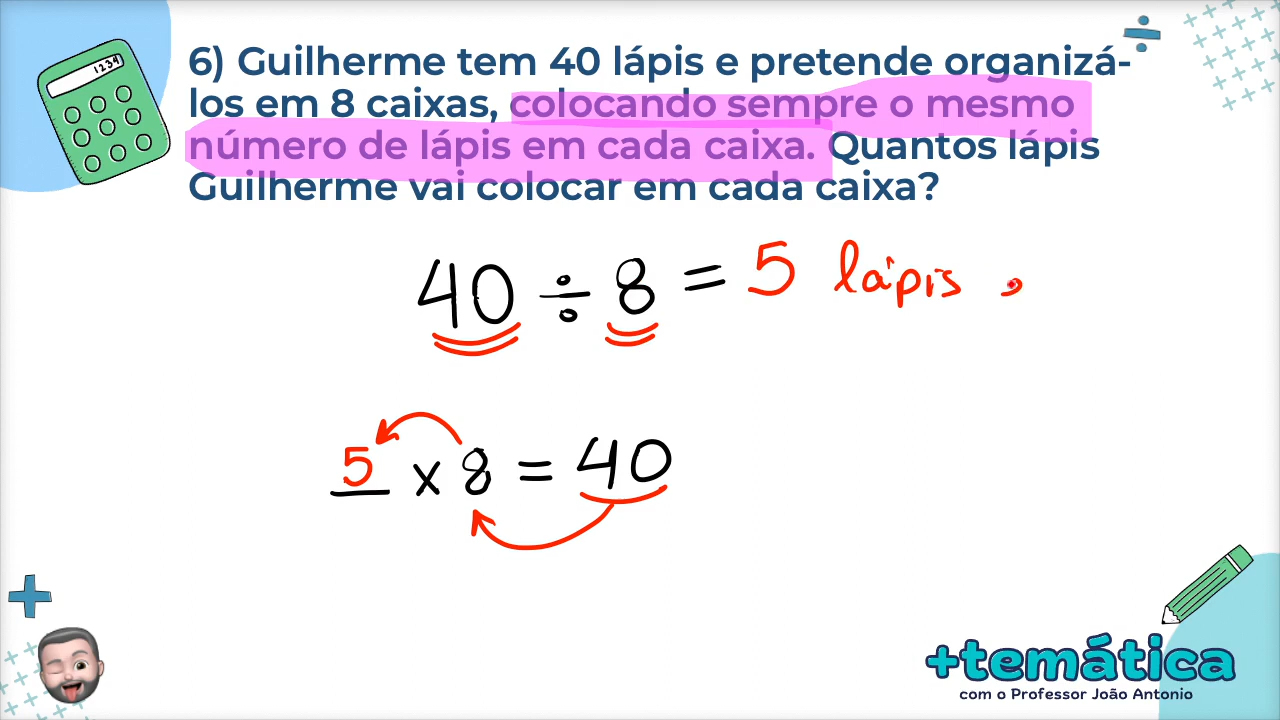 1234
6) Guilherme tem 40 lápis e pretende organizá-
los em 8 caixas, colocando sempre o mesmo
número de lápis em cada caixa. Quantos lápis
Guilherme vai colocar em cada caixa?
40 ÷ 8 = 5 lápis
5 x 8 = 40
+temática
com o Professor João Antonio